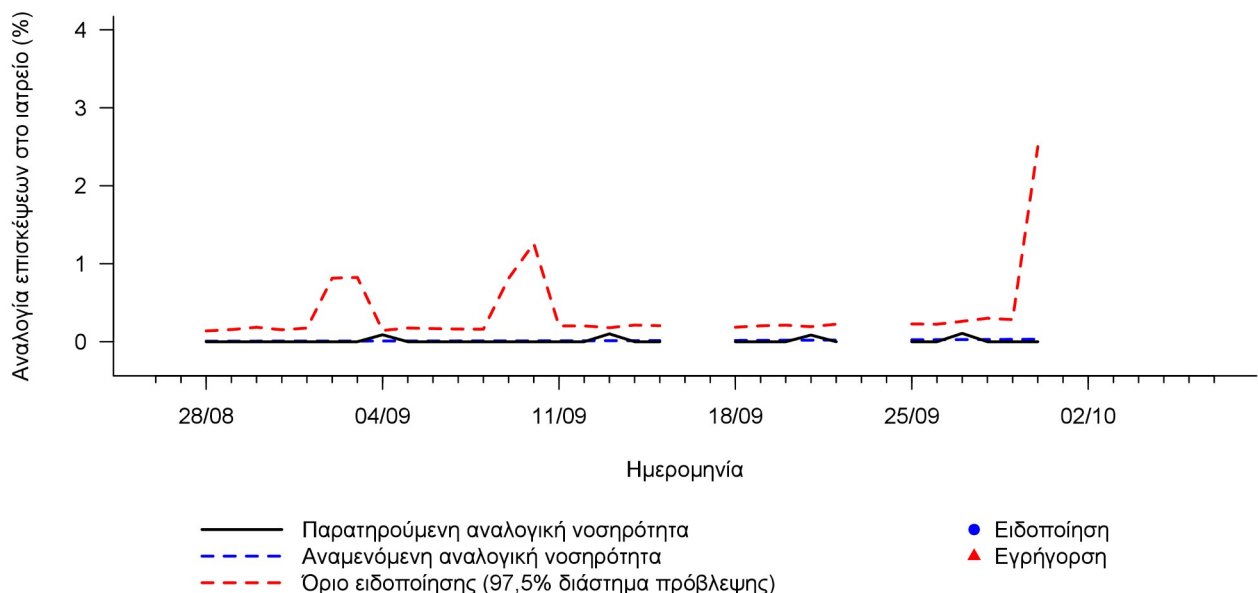 Αναλογία επισκέψεων στο ιατρείο (%)
4
3
2
1
0
28/08 04/09 11/09 18/09 25/09 02/10
Ημερομηνία
Παρατηρούμενη αναλογική νοσηρότητα
Αναμενόμενη αναλογική νοσηρότητα
Όριο ειδοποίησης (97,5% διάστημα πρόβλεψης)
Ειδοποίηση
Εγρήγορση